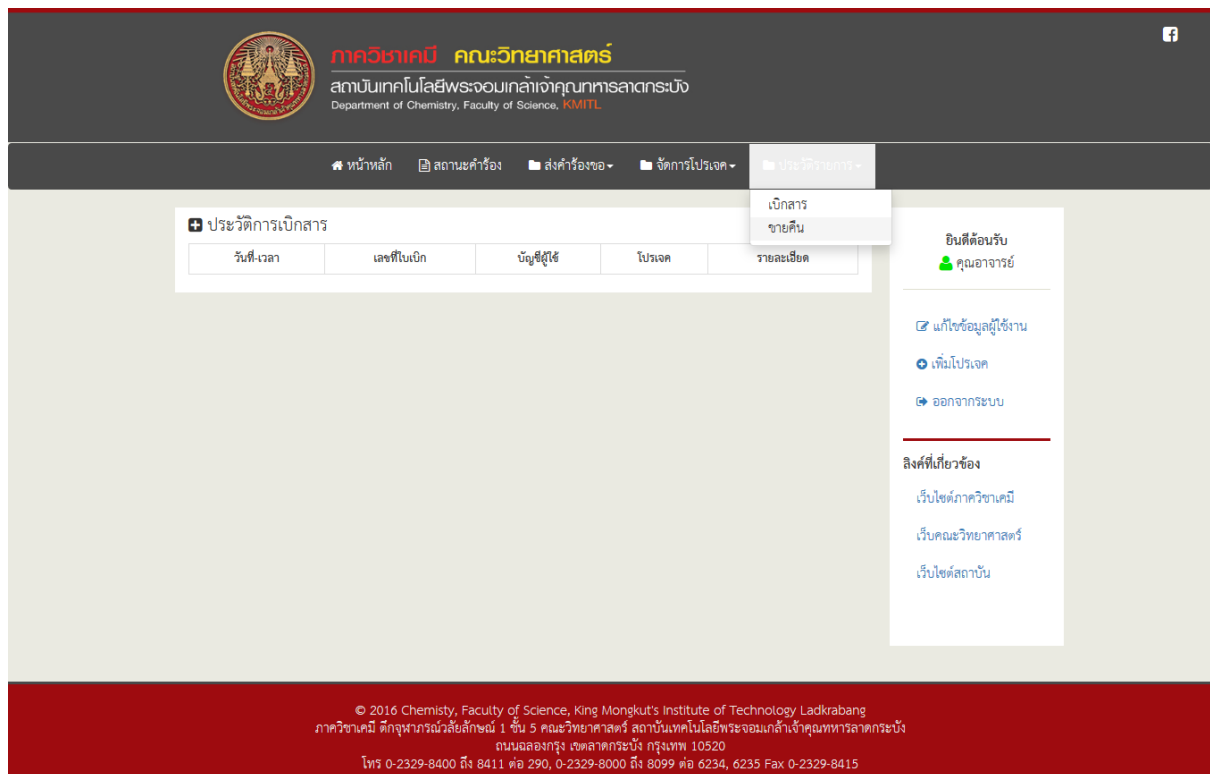 ภาควิชาเคมี คณะวิทยาศาสตร์
สถาบันเทคโนโลยีพระจอมเกล้าเจ้าคุณทหารลาดกระบัง
Department of Chemistry, Faculty of Science, KMITL
หน้าหลัก สถานะคำร้อง ส่งคำร้องขอ จัดการโปรเจค ประวัติรายการ
เบิกสาร
ขายคืน
ประวัติการเบิกสาร
วันที่-เวลา เลขที่ใบเบิก บัญชีผู้ใช้ โปรเจค รายละเอียด
ยินดีต้อนรับ
คุณอาจารย์
แก้ไขข้อมูลผู้ใช้งาน
เพิ่มโปรเจค
ออกจากระบบ
ลิงค์ที่เกี่ยวข้อง
เว็บไซต์ภาควิชาเคมี
เว็บคณะวิทยาศาสตร์
เว็บไซต์สถาบัน
© 2016 Chemisty, Faculty of Science, King Mongkut's Institute of Technology Ladkrabang
ภาควิชาเคมี ตึกจุฬาภรณ์วลัยลักษณ์ 1 ชั้น 5 คณะวิทยาศาสตร์ สถาบันเทคโนโลยีพระจอมเกล้าเจ้าคุณทหารลาดกระบัง
ถนนฉลองกรุง เขตลาดกระบัง กรุงเทพ 10520
โทร 0-2329-8400 ถึง 8411 ต่อ 290, 0-2329-8000 ถึง 8099 ต่อ 6234, 6235 Fax 0-2329-8415